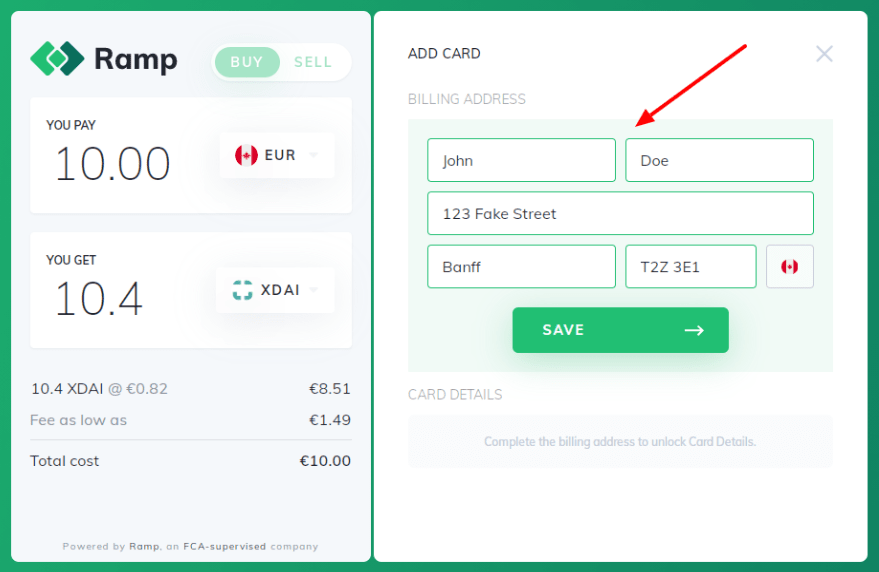 Ramp
BUY SELL
YOU PAY
10.00 EUR
YOU GET
10.4 XDAI
10.4 XDAI @ €0.82 €8.51
Fee as low as €1.49
Total cost €10.00
Powered by Ramp, an FCA-supervised company
ADD CARD
BILLING ADDRESS
John Doe
123 Fake Street
Banff T2Z 3E1
SAVE
CARD DETAILS
Complete the billing address to unlock Card Details.